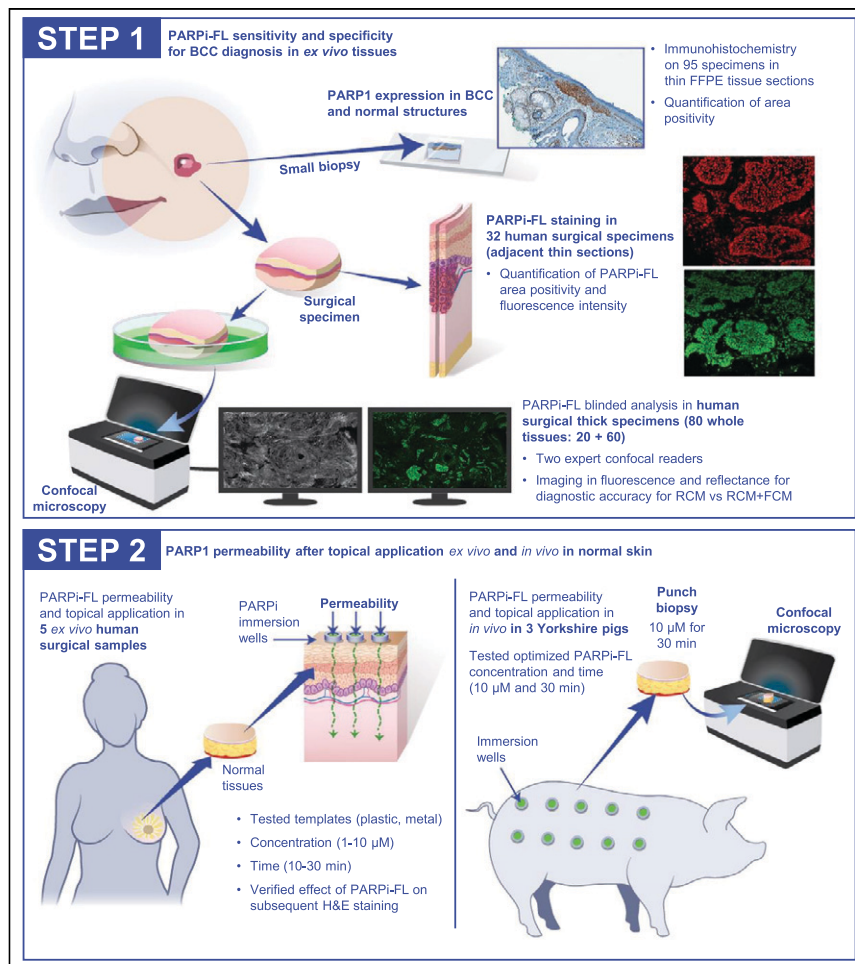 STEP 1
PARPi-FL sensitivity and specificity
for BCC diagnosis in ex vivo tissues
PARP1 expression in BCC
and normal structures
• Immunohistochemistry
on 95 specimens in
thin FFPE tissue sections
• Quantification of area
positivity
Small biopsy
PARPi-FL staining in
32 human surgical specimens
(adjacent thin sections)
• Quantification of PARPi-FL
area positivity and
fluorescence intensity
Surgical
specimen
PARPi-FL blinded analysis in human
surgical thick specimens (80 whole
tissues: 20 + 60)
• Two expert confocal readers
• Imaging in fluorescence and reflectance for
diagnostic accuracy for RCM vs RCM+FCM
Confocal
microscopy
STEP 2
PARP1 permeability after topical application ex vivo and in vivo in normal skin
PARPi-FL permeability
and topical application in
5 ex vivo human
surgical samples
PARPi
immersion
wells
Permeability
Normal
tissues
• Tested templates (plastic, metal)
• Concentration (1-10 µM)
• Time (10-30 min)
• Verified effect of PARPi-FL on
subsequent H&E staining
PARPi-FL permeability
and topical application in
in vivo in 3 Yorkshire pigs
Tested optimized PARPi-FL
concentration and time
(10 µM and 30 min)
Punch
biopsy
10 µM for
30 min
Confocal
microscopy
Immersion
wells